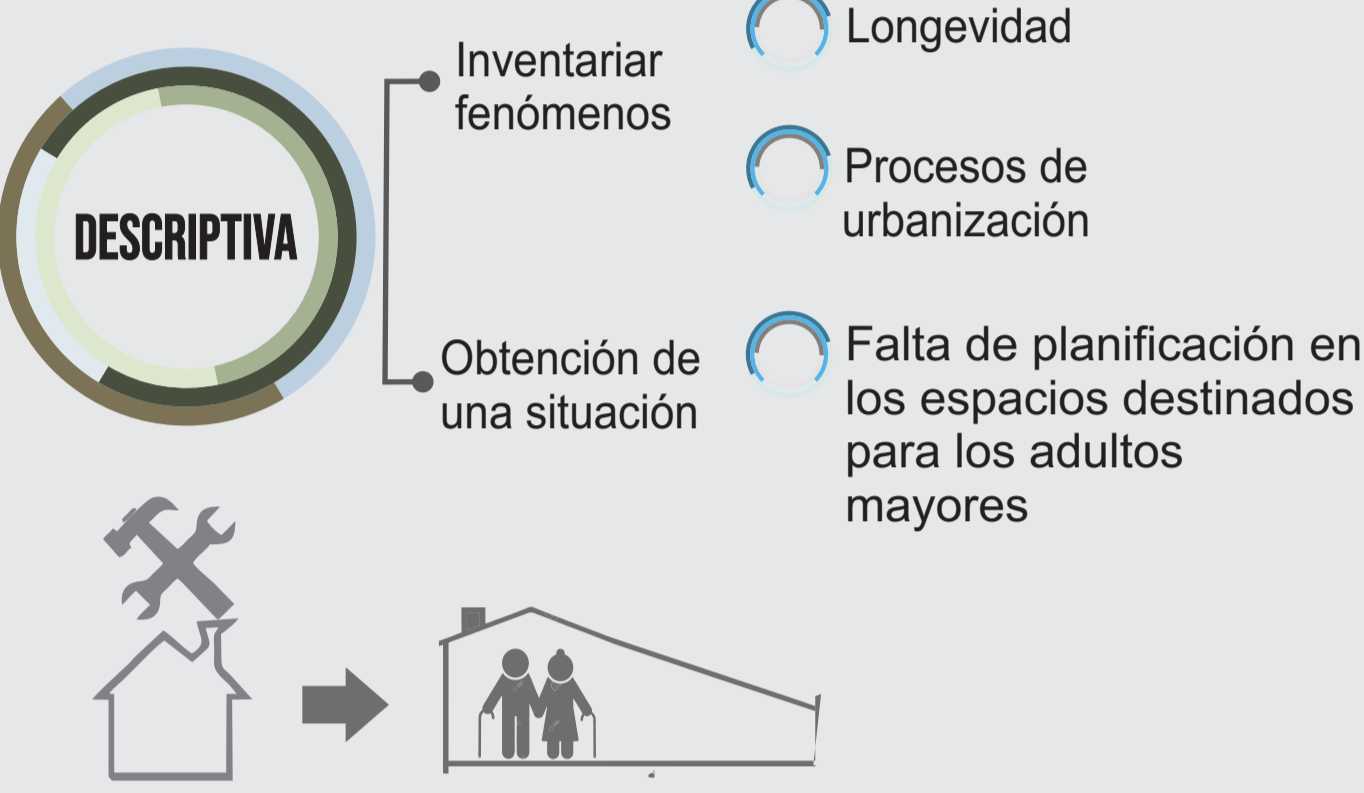 DESCRIPTIVA
Inventariar
fenómenos
Obtención de
una situación
Longevidad
Procesos de
urbanización
Falta de planificación en
los espacios destinados
para los adultos
mayores